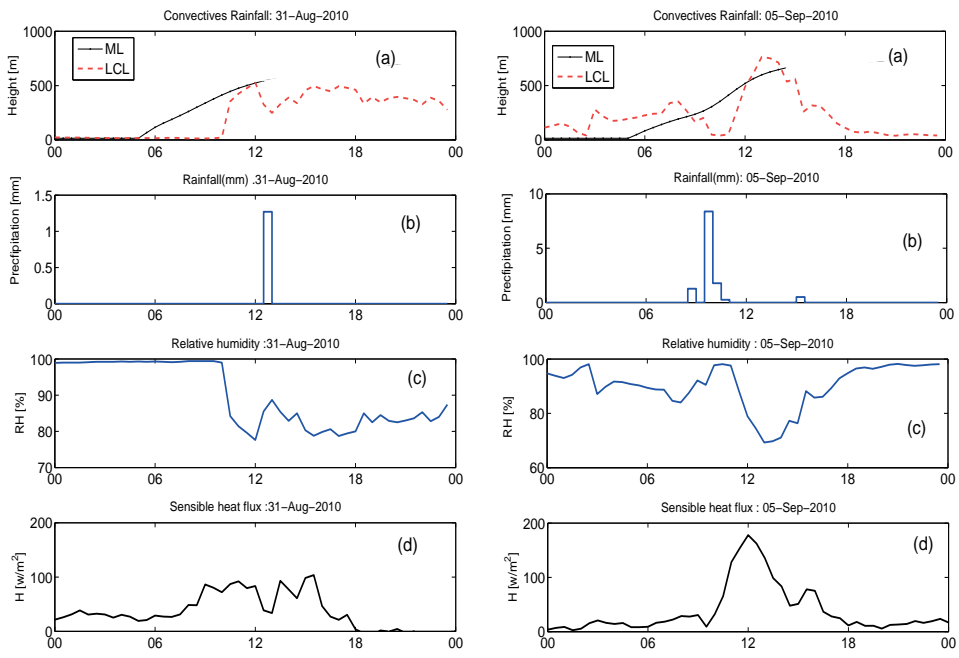 Convectives Rainfall: 31-Aug-2010
1000
500
0
Height [m]
ML
LCL
(a)
00 06 12 18 00
Rainfall(mm) .31-Aug-2010
1.5
1
0.5
0
Precfipitation [mm]
(b)
00 06 12 18 00
Relative humidity :31-Aug-2010
100
90
80
70
RH [%]
(c)
00 06 12 18 00
Sensible heat flux :31-Aug-2010
200
100
0
H [w/m²]
(d)
00 06 12 18 00
Convectives Rainfall: 05-Sep-2010
1000
500
0
Height [m]
ML
LCL
(a)
00 06 12 18 00
Rainfall(mm): 05-Sep-2010
10
5
0
Precfipitation [mm]
(b)
00 06 12 18 00
Relative humidity : 05-Sep-2010
100
80
60
RH [%]
(c)
00 06 12 18 00
Sensible heat flux : 05-Sep-2010
200
100
0
H [w/m²]
(d)
00 06 12 18 00